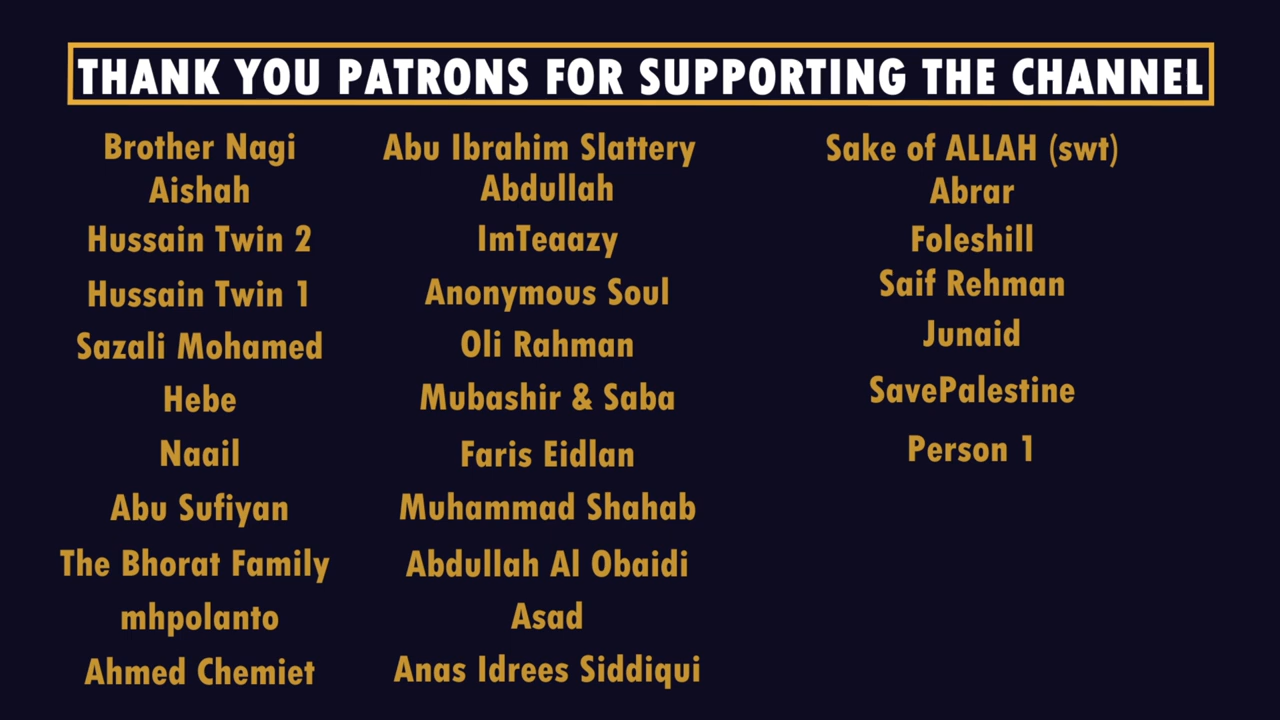 THANK YOU PATRONS FOR SUPPORTING THE CHANNEL
Brother Nagi
Aishah
Hussain Twin 2
Hussain Twin 1
Sazali Mohamed
Hebe
Naail
Abu Sufiyan
The Bhorat Family
mhpolanto
Ahmed Chemiet
Abu Ibrahim Slattery
Abdullah
ImTeaazy
Anonymous Soul
Oli Rahman
Mubashir & Saba
Faris Eidlan
Muhammad Shahab
Abdullah Al Obaidi
Asad
Anas Idrees Siddiqui
Sake of ALLAH (swt)
Abrar
Foleshill
Saif Rehman
Junaid
SavePalestine
Person 1